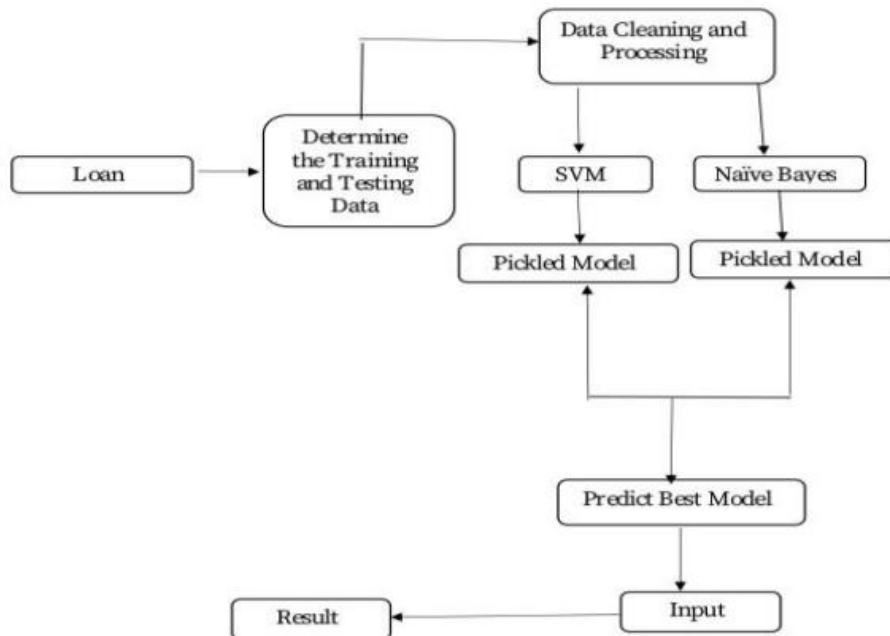 Data Cleaning and
Processing
Determine
the Training
and Testing
Data
Loan
SVM
Naïve Bayes
Pickled Model
Pickled Model
Predict Best Model
Input
Result